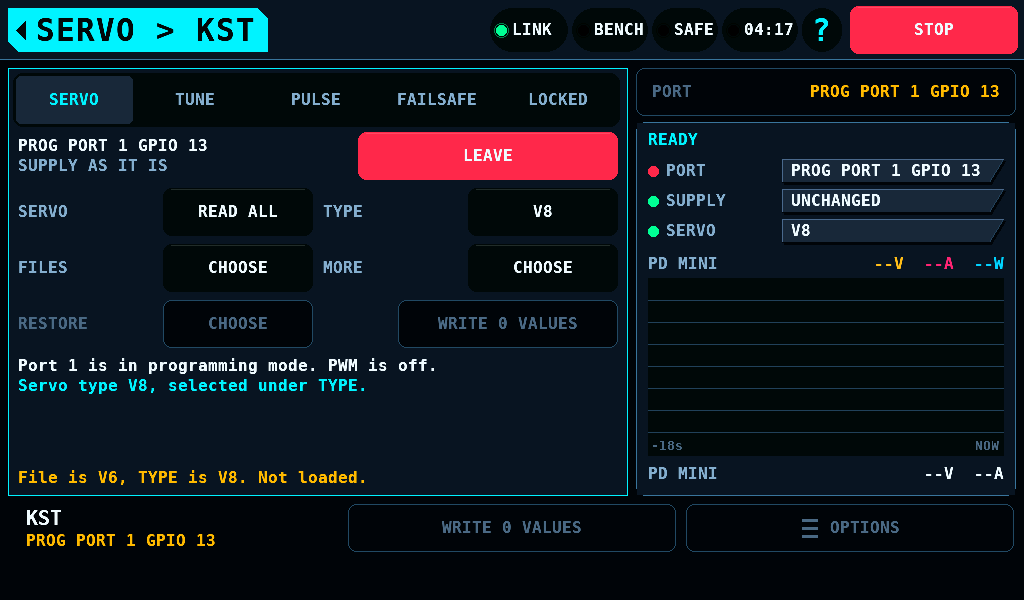 SERVO > KST
LINK
BENCH
SAFE
04:17
?
STOP
SERVO
TUNE
PULSE
FAILSAFE
LOCKED
PROG PORT 1 GPIO 13
SUPPLY AS IT IS
LEAVE
SERVO
READ ALL
TYPE
V8
FILES
CHOOSE
MORE
CHOOSE
RESTORE
CHOOSE
WRITE 0 VALUES
Port 1 is in programming mode. PWM is off.
Servo type V8, selected under TYPE.
File is V6, TYPE is V8. Not loaded.
PORT
PROG PORT 1 GPIO 13
READY
PORT
PROG PORT 1 GPIO 13
SUPPLY
UNCHANGED
SERVO
V8
PD MINI
--V --A --W
-18s
NOW
PD MINI
--V --A
KST
PROG PORT 1 GPIO 13
WRITE 0 VALUES
OPTIONS